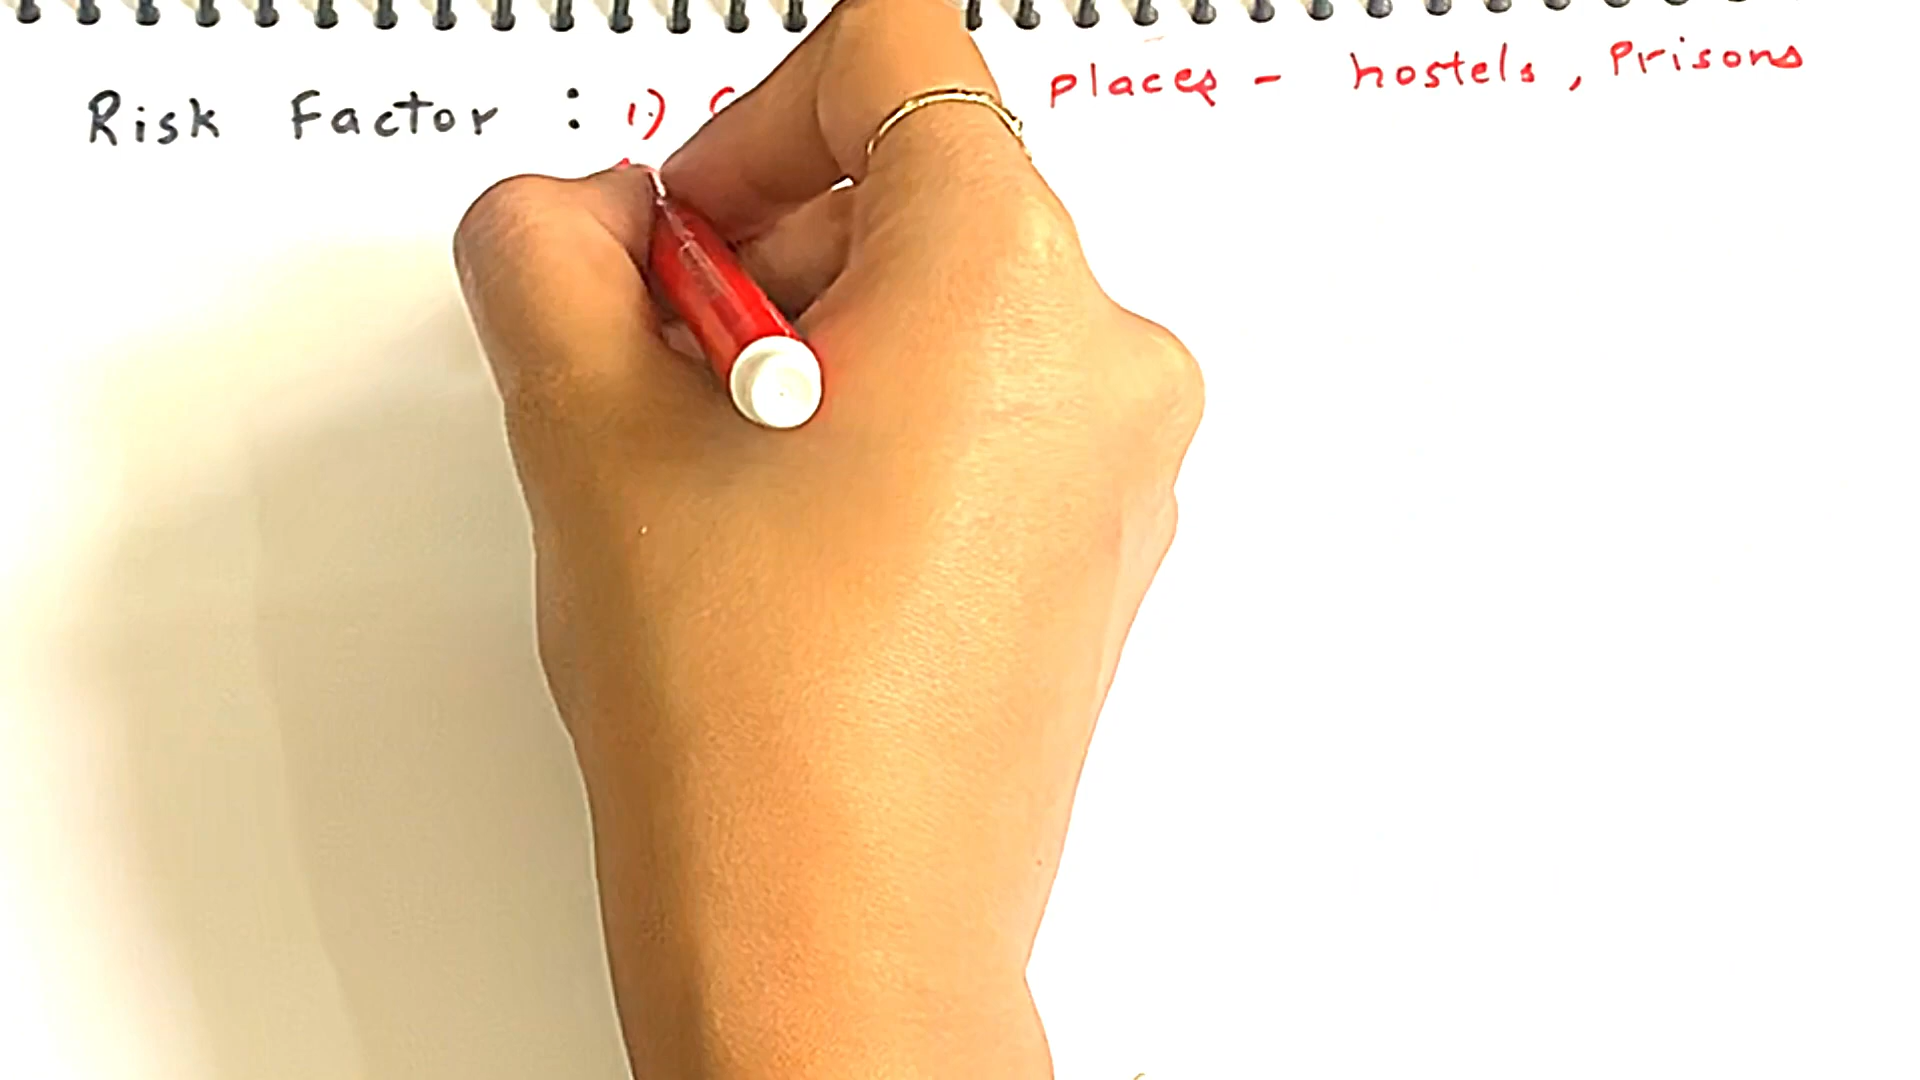 Risk Factor : 1.) places - hostels, Prisons